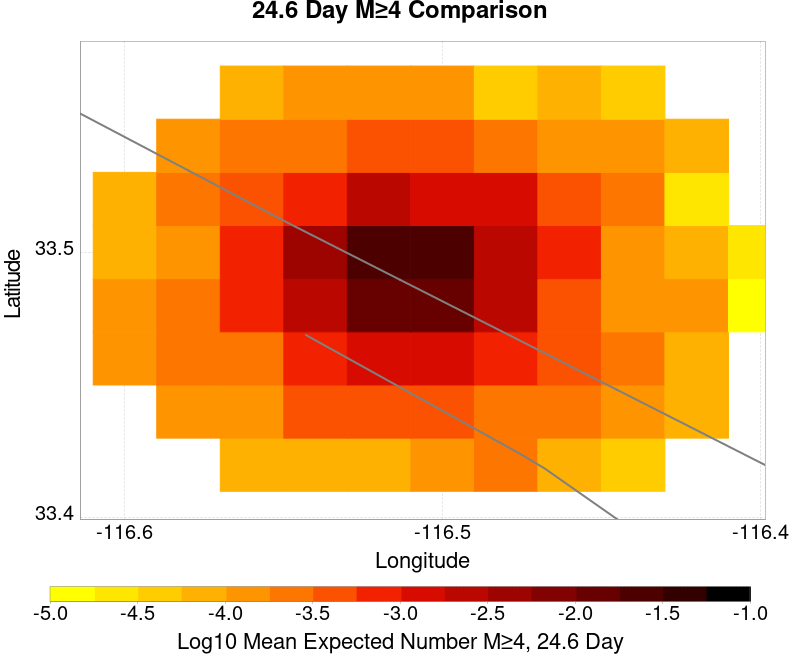 24.6 Day M≥4 Comparison
Latitude
33.5
33.4
-116.6 -116.5 -116.4
Longitude
-5.0 -4.5 -4.0 -3.5 -3.0 -2.5 -2.0 -1.5 -1.0
Log10 Mean Expected Number M≥4, 24.6 Day